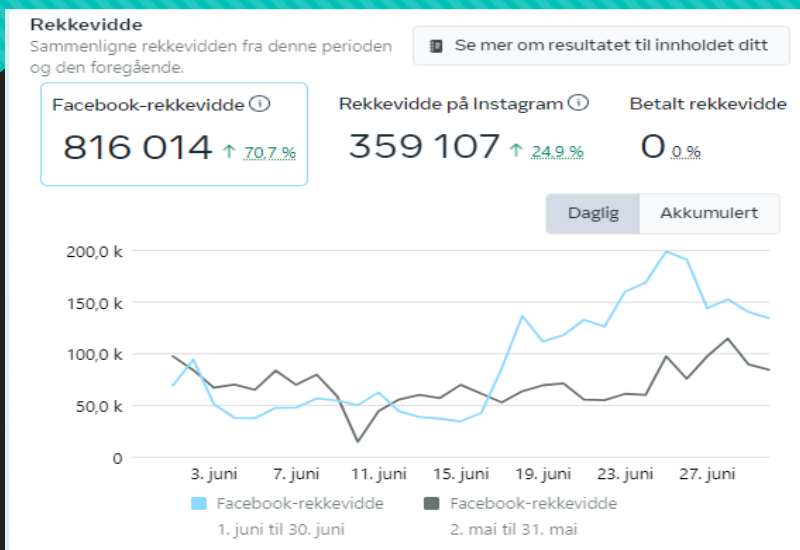 Rekkevidde
Sammenligne rekkevidden fra denne perioden
og den foregående.
Se mer om resultatet til innholdet ditt
Facebook-rekkevidde
816 014 ↑ 70,7 %
Rekkevidde på Instagram
359 107 ↑ 24,9 %
Betalt rekkevidde
0 0 %
Daglig
Akkumulert
200,0 k
150,0 k
100,0 k
50,0 k
0
3. juni 7. juni 11. juni 15. juni 19. juni 23. juni 27. juni
Facebook-rekkevidde
1. juni til 30. juni
Facebook-rekkevidde
2. mai til 31. mai